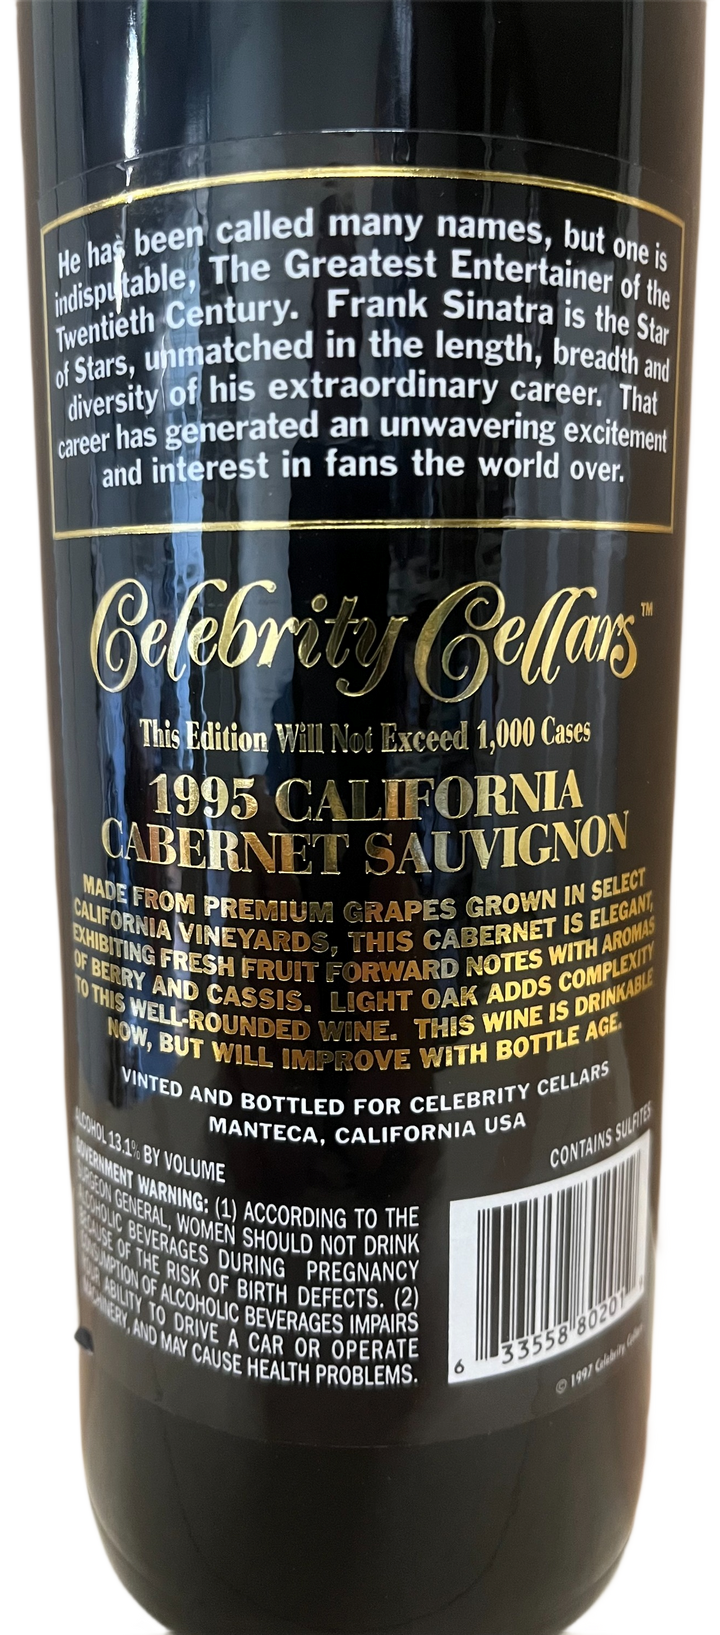 He has been called many names, but one is
indisputable, The Greatest Entertainer of the
Twentieth Century. Frank Sinatra is the Star
of Stars, unmatched in the length, breadth and
diversity of his extraordinary career. That
career has generated an unwavering excitement
and interest in fans the world over.
Celebrity Cellars™
This Edition Will Not Exceed 1,000 Cases
1995 CALIFORNIA
CABERNET SAUVIGNON
MADE FROM PREMIUM GRAPES GROWN IN SELECT
CALIFORNIA VINEYARDS, THIS CABERNET IS ELEGANT,
EXHIBITING FRESH FRUIT FORWARD NOTES WITH AROMAS
OF BERRY AND CASSIS. LIGHT OAK ADDS COMPLEXITY
TO THIS WELL-ROUNDED WINE. THIS WINE IS DRINKABLE
NOW, BUT WILL IMPROVE WITH BOTTLE AGE.
VINTED AND BOTTLED FOR CELEBRITY CELLARS
MANTECA, CALIFORNIA USA
ALCOHOL 13.1% BY VOLUME
CONTAINS SULFITES
GOVERNMENT WARNING: (1) ACCORDING TO THE
SURGEON GENERAL, WOMEN SHOULD NOT DRINK
ALCOHOLIC BEVERAGES DURING PREGNANCY
BECAUSE OF THE RISK OF BIRTH DEFECTS. (2)
CONSUMPTION OF ALCOHOLIC BEVERAGES IMPAIRS
YOUR ABILITY TO DRIVE A CAR OR OPERATE
MACHINERY, AND MAY CAUSE HEALTH PROBLEMS.
6 33558 80201
© 1997 Celebrity Cellars